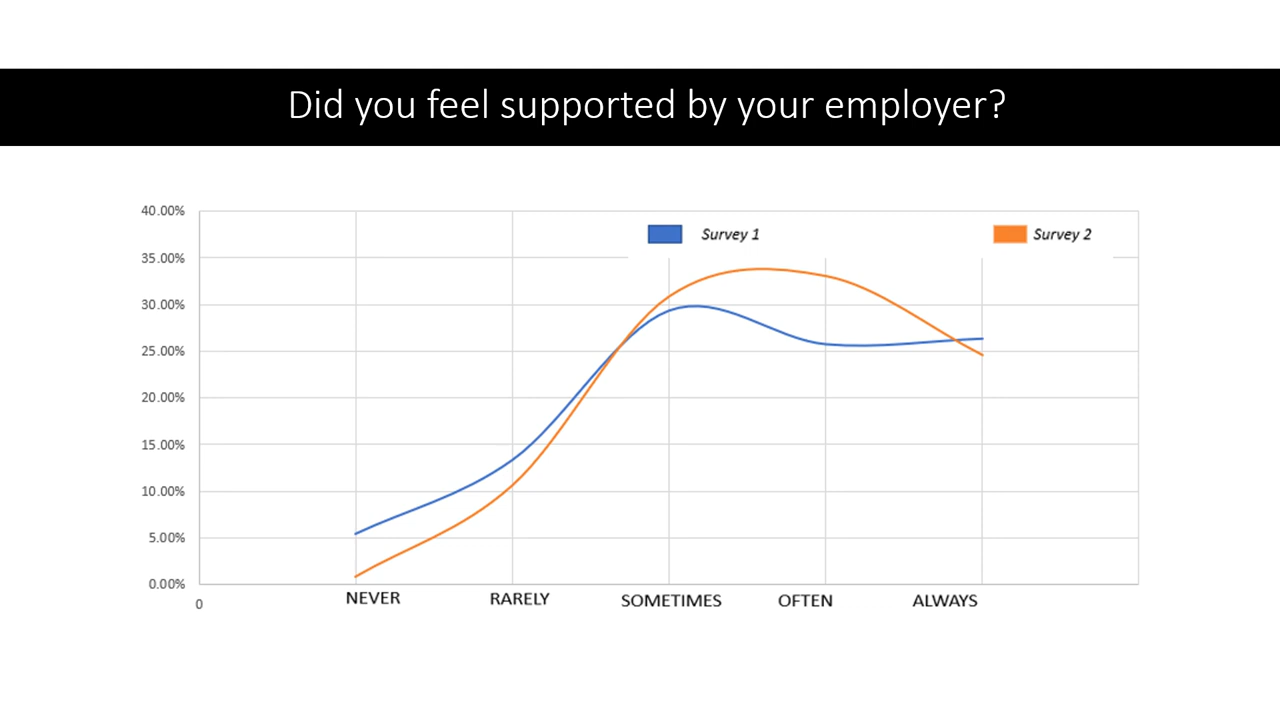 Did you feel supported by your employer?
Survey 1
Survey 2
40.00%
35.00%
30.00%
25.00%
20.00%
15.00%
10.00%
5.00%
0.00%
0
NEVER
RARELY
SOMETIMES
OFTEN
ALWAYS